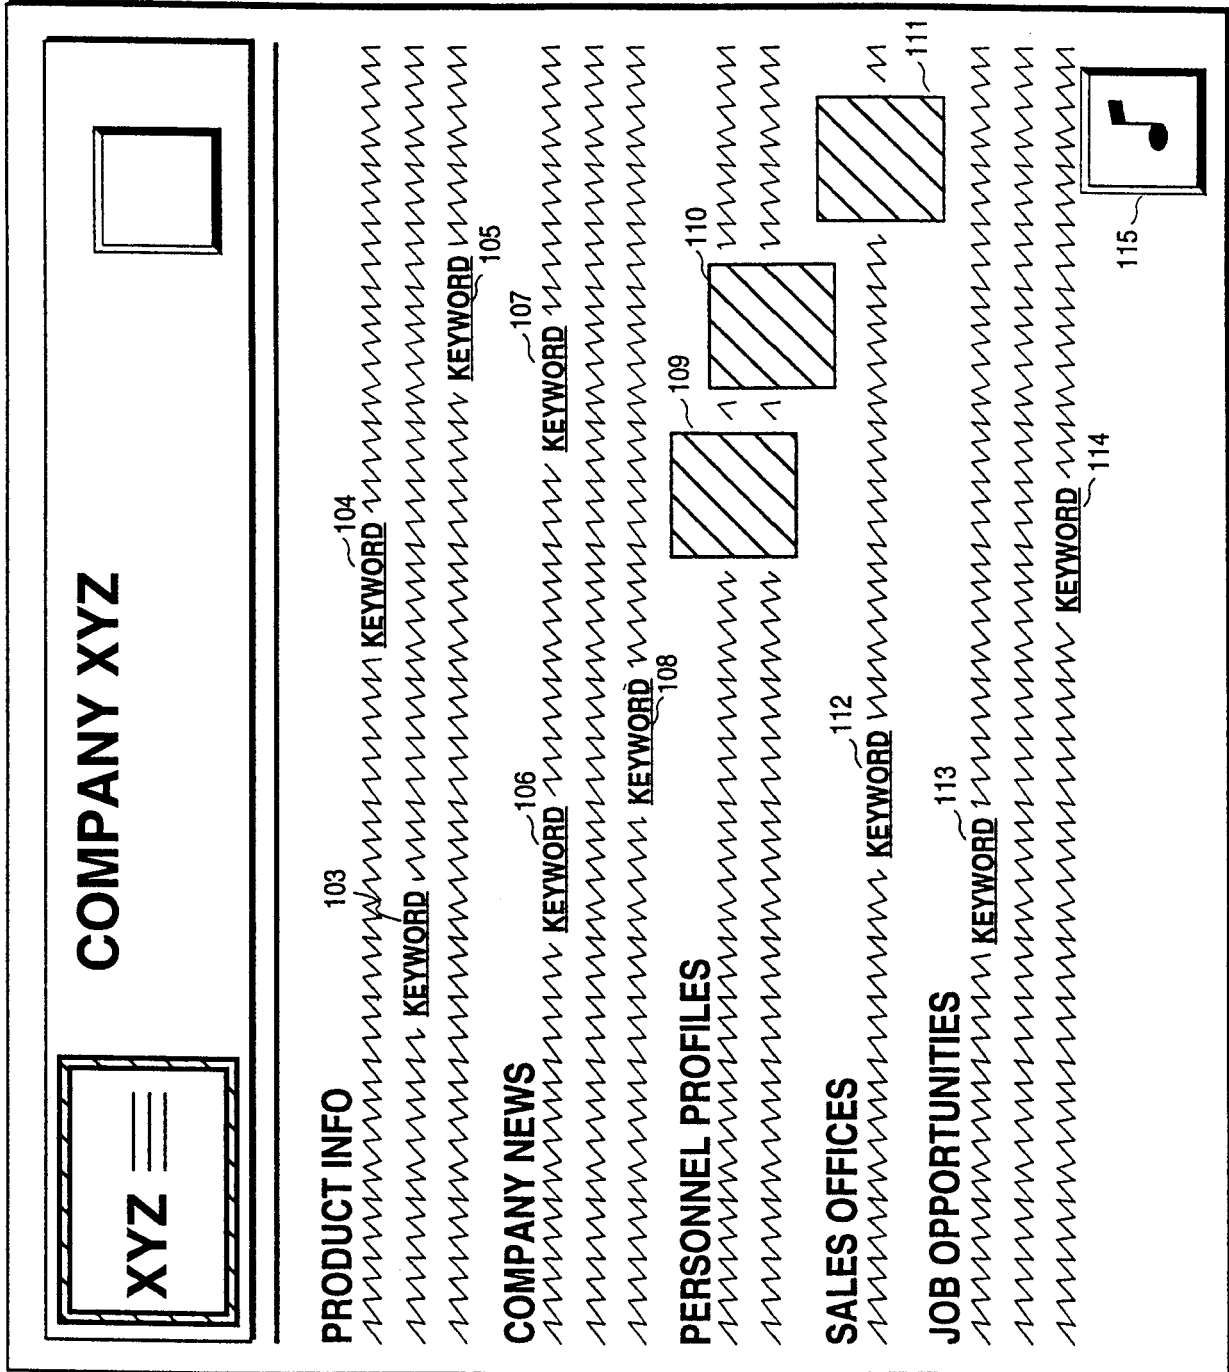 XYZ
COMPANY XYZ
PRODUCT INFO
103
104
KEYWORD
KEYWORD
KEYWORD
105
COMPANY NEWS
106
107
KEYWORD
KEYWORD
KEYWORD
108
PERSONNEL PROFILES
109
110
SALES OFFICES
111
112
KEYWORD
JOB OPPORTUNITIES
113
KEYWORD
KEYWORD
114
115